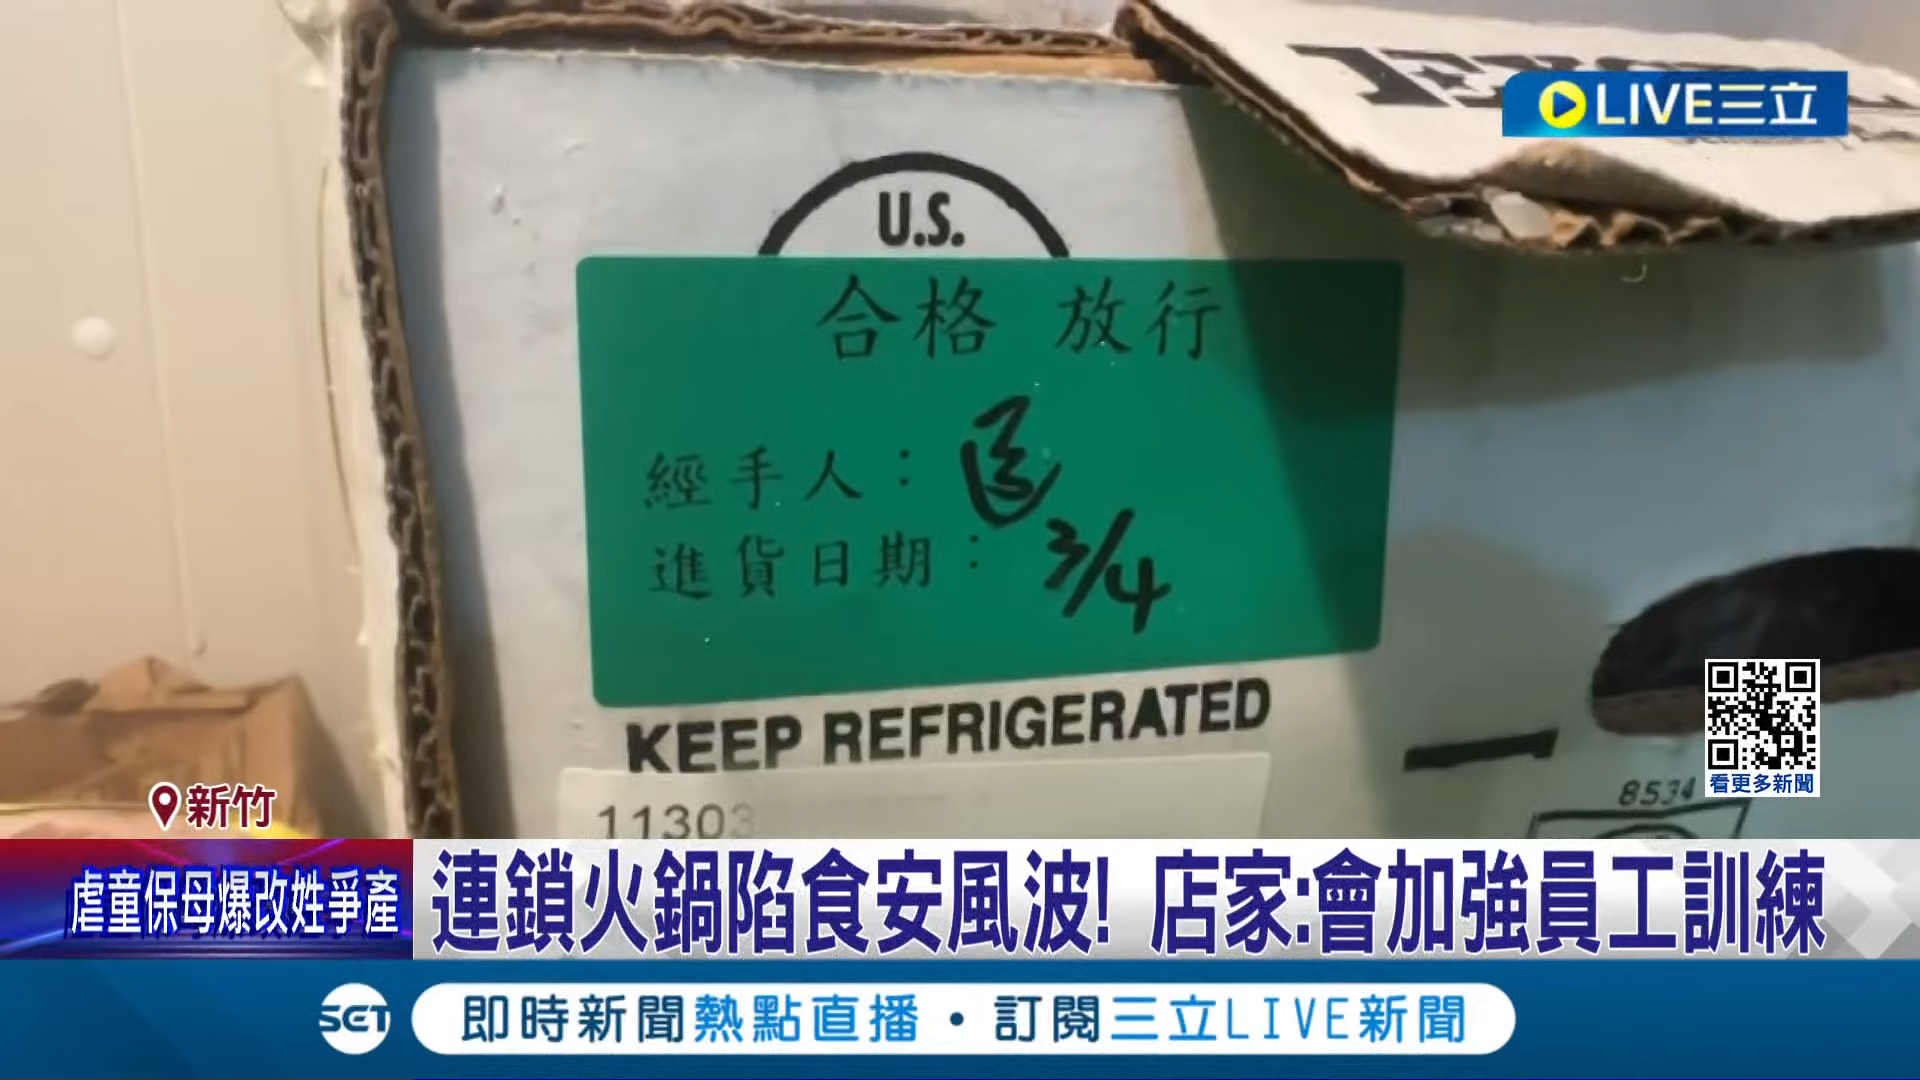 LIVE三立
U.S.
合格 放行
經手人：
進貨日期：3/4
KEEP REFRIGERATED
11303
8534
看更多新聞
新竹
虐童保母爆改姓爭產
連鎖火鍋陷食安風波! 店家:會加強員工訓練
SET
即時新聞熱點直播・訂閱三立LIVE新聞